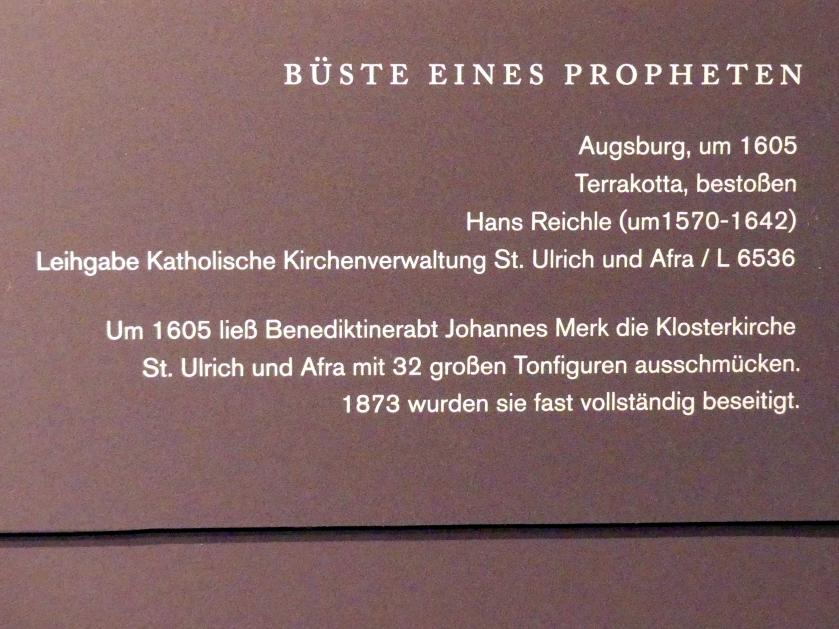 BÜSTE EINES PROPHETEN
Augsburg, um 1605
Terrakotta, bestoßen
Hans Reichle (um1570-1642)
Leihgabe Katholische Kirchenverwaltung St. Ulrich und Afra / L 6536
Um 1605 ließ Benediktinerabt Johannes Merk die Klosterkirche
St. Ulrich und Afra mit 32 großen Tonfiguren ausschmücken.
1873 wurden sie fast vollständig beseitigt.